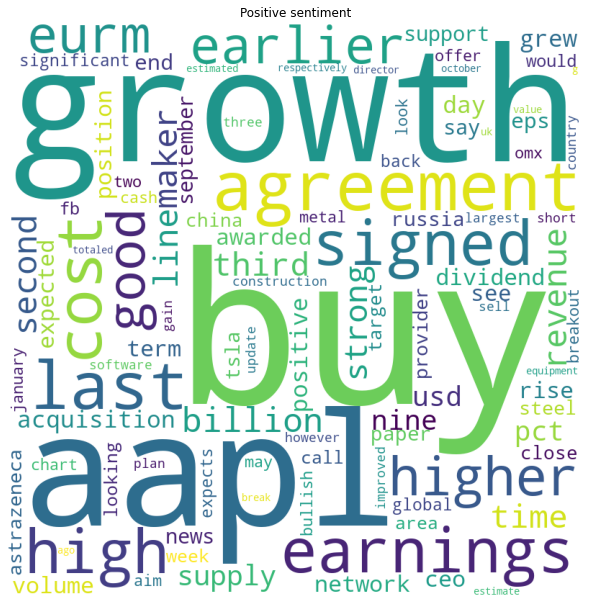 Positive sentiment
eurm
earlier
support
grew
significant
end
estimated
respectively
director
october
offer
would
growth
three
maker
september
position
two
cash
fb
look
back
day
say
value
uk
eps
omx
country
agreement
line
good
cost
second
expected
totaled
china
awarded
third
metal
russia
largest
short
signed
construction
dividend
see
sell
revenue
breakout
buy
gain
tsla
update
positive
strong
target
provider
january
software
term
last
usd
equipment
rise
steel
acquisition
billion
nine
paper
pct
close
aapl
however
call
may
chart
plan
looking
expects
astrazeneca
break
bullish
improved
global
area
higher
time
high
ago
news
week
aim
volume
supply
earnings
network
ceo
estimate